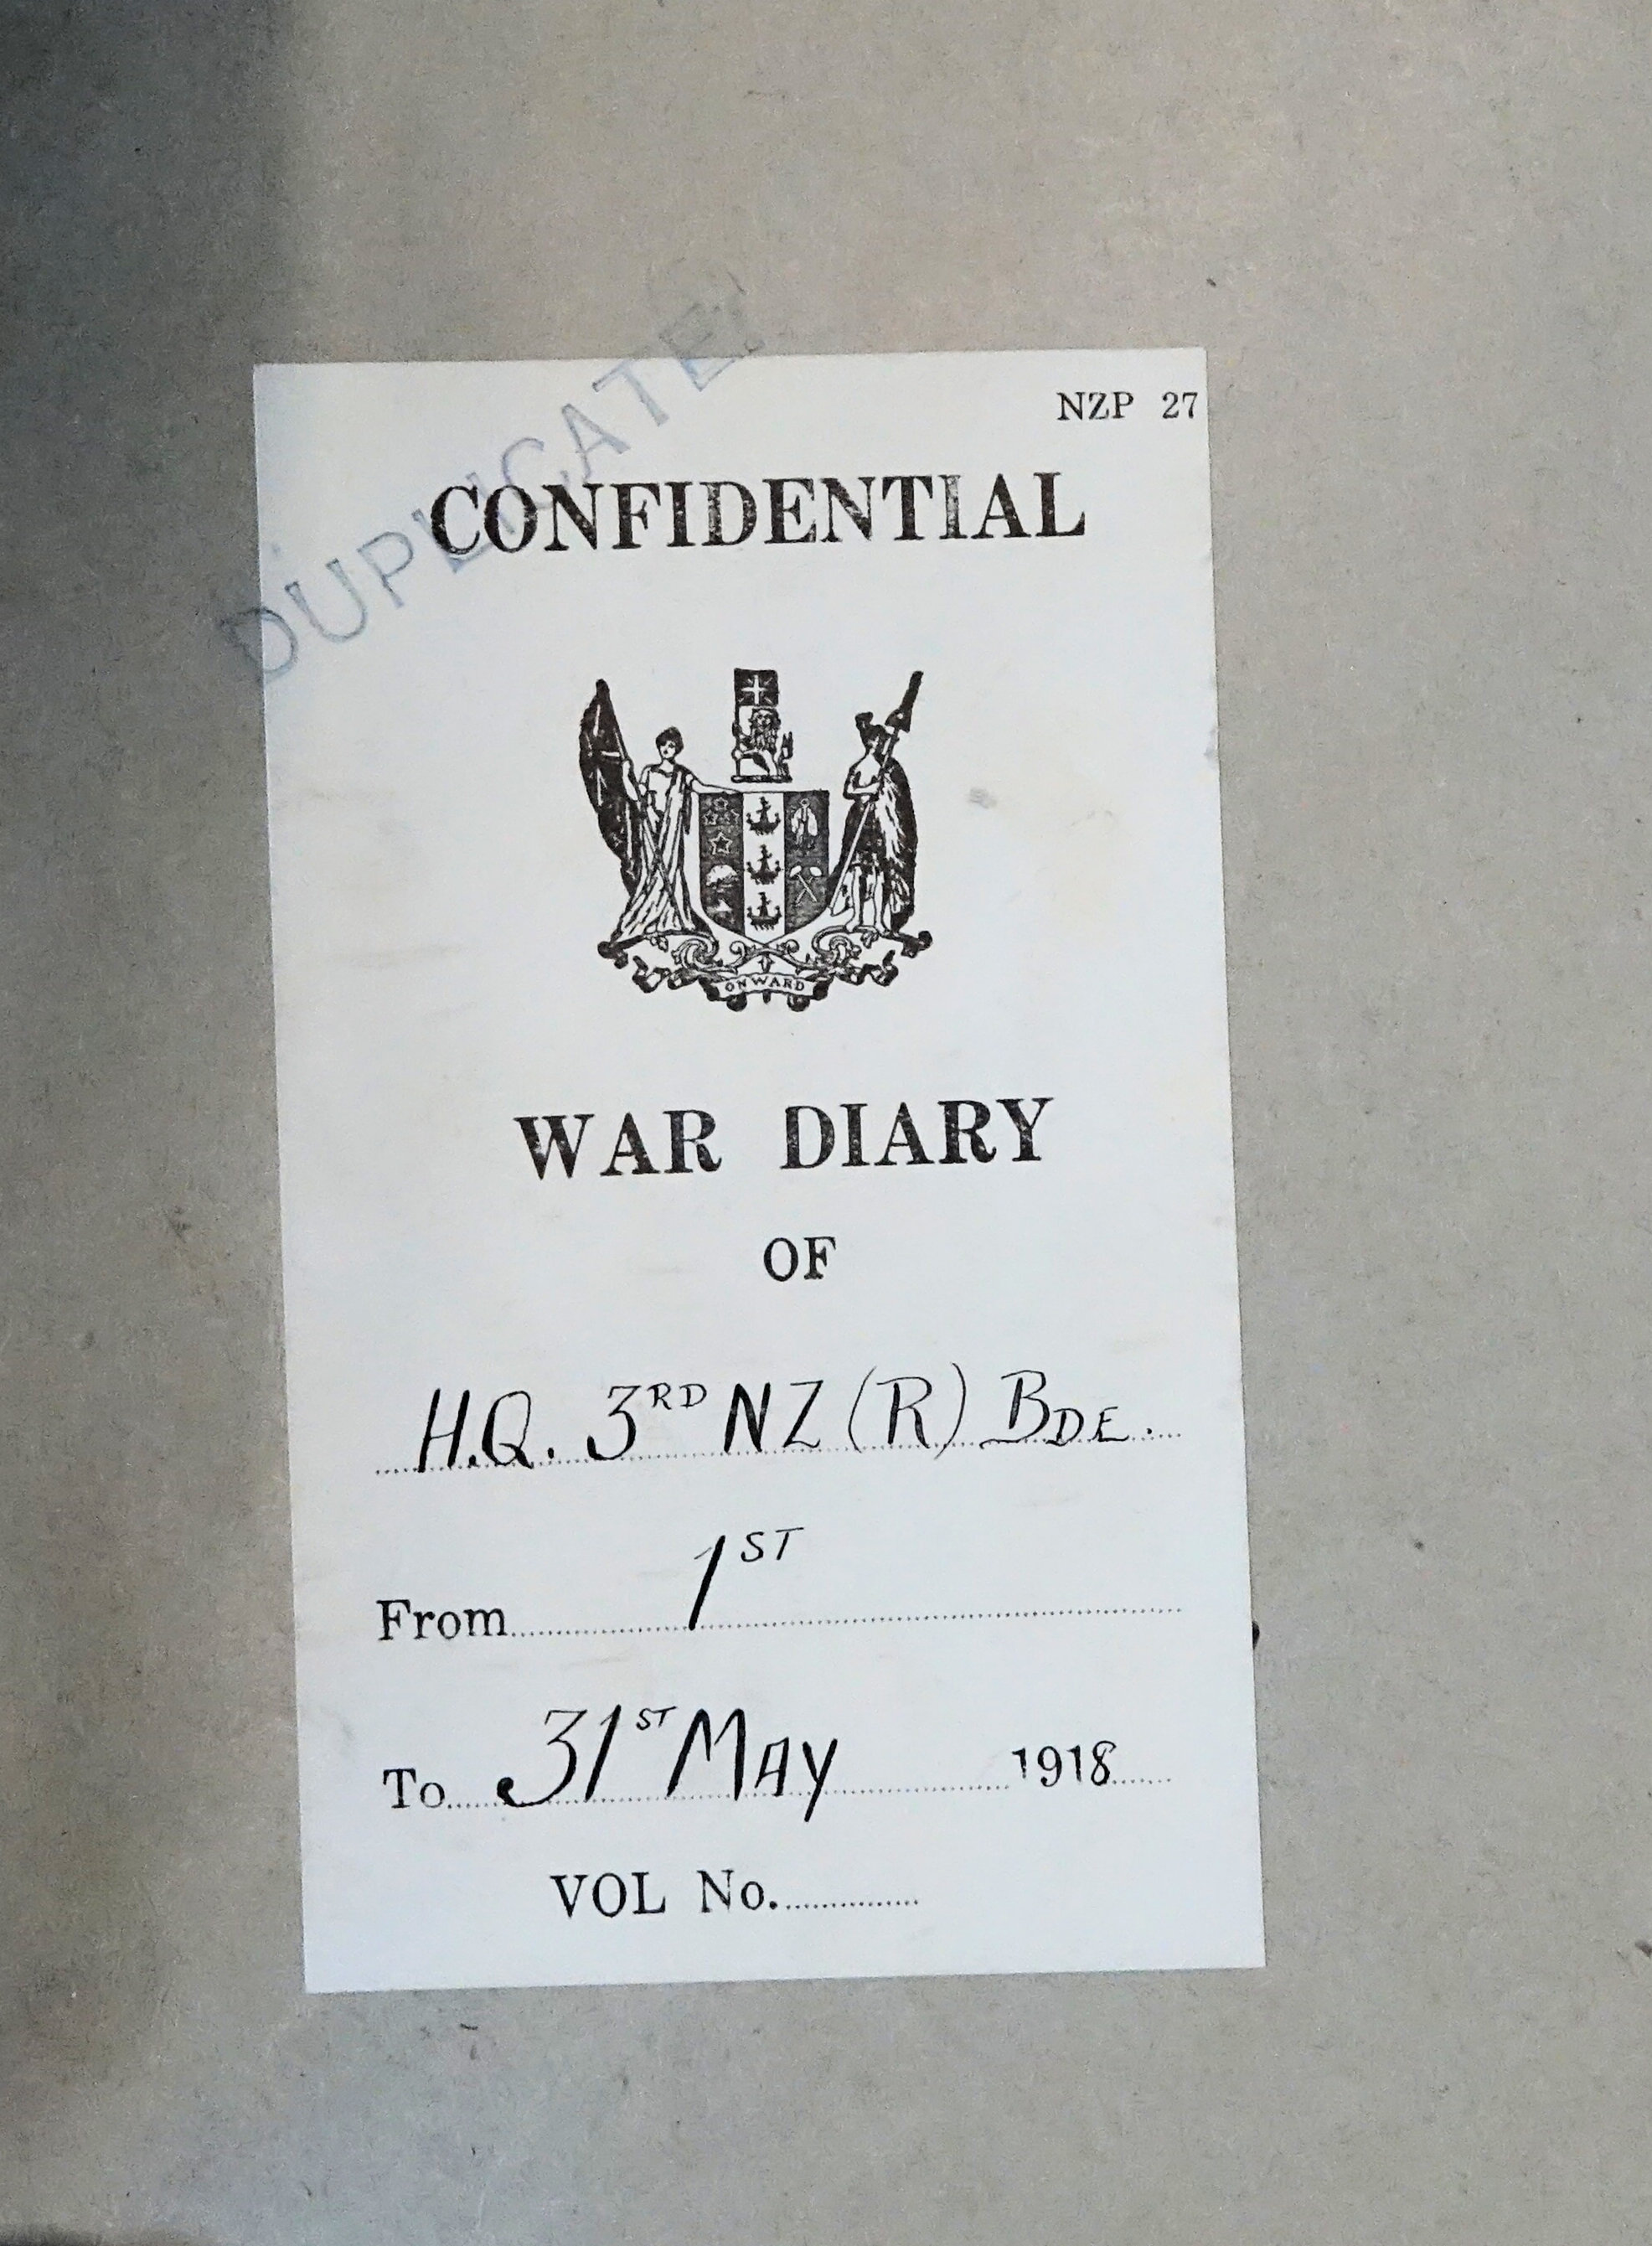 NZP 27
DUPLICATE
CONFIDENTIAL
ONWARD
WAR DIARY
OF
H.Q. 3RD NZ (R) BDE.
From 1ST
To 31ST MAY 1918
VOL No.